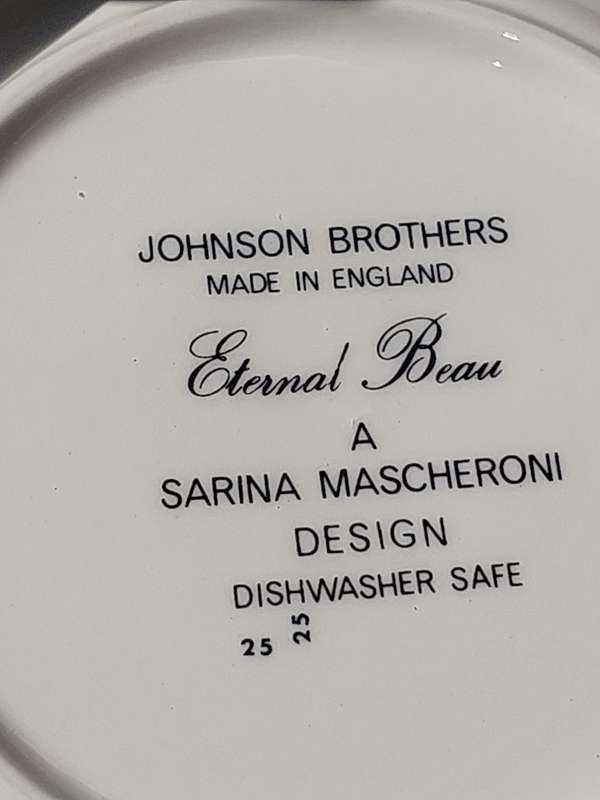 JOHNSON BROTHERS
MADE IN ENGLAND
Eternal Beau
A
SARINA MASCHERONI
DESIGN
DISHWASHER SAFE
25 25